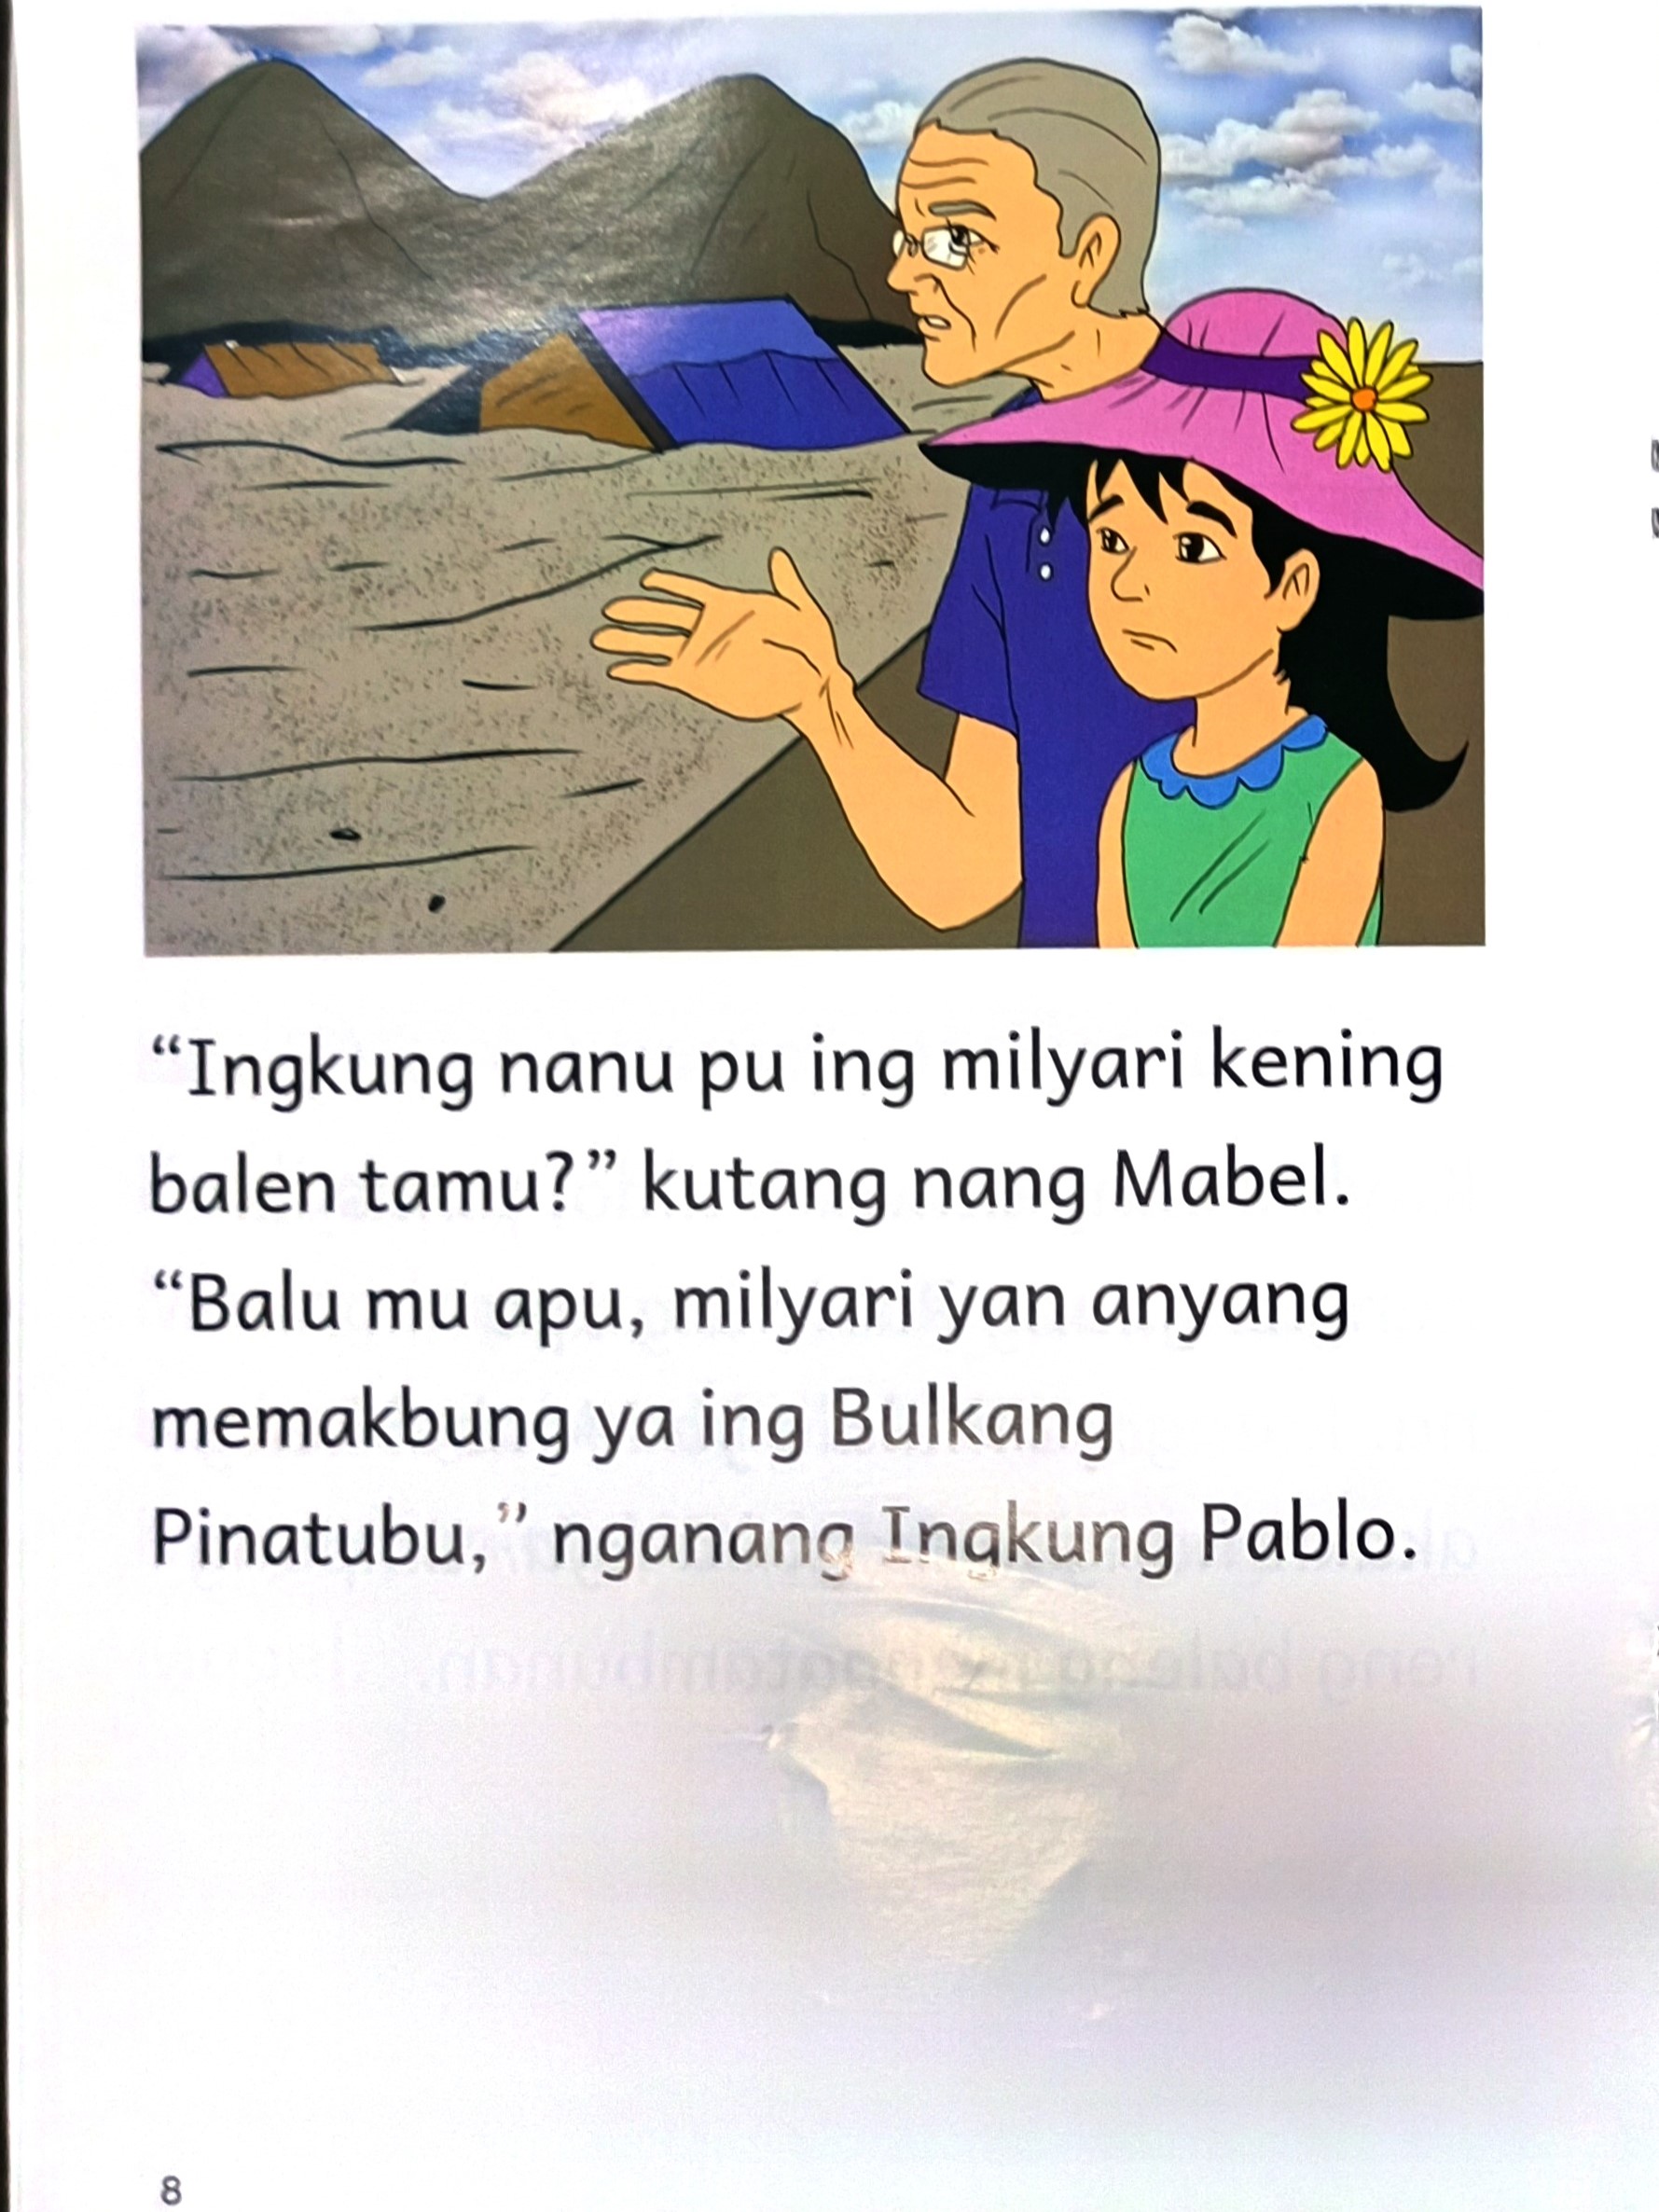 “Ingkung nanu pu ing milyari kening
balen tamu?” kutang nang Mabel.
“Balu mu apu, milyari yan anyang
memakbung ya ing Bulkang
Pinatubu,” nganang Ingkung Pablo.
8